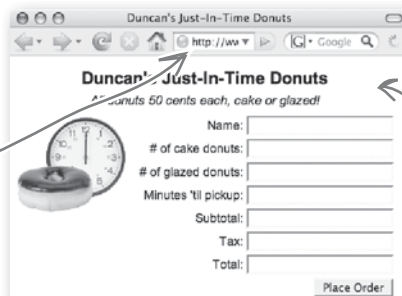 Duncan's Just-In-Time Donuts
http://ww
G Google
Duncan's Just-In-Time Donuts
All donuts 50 cents each, cake or glazed!
Name:
# of cake donuts:
# of glazed donuts:
Minutes 'til pickup:
Subtotal:
Tax:
Total:
Place Order